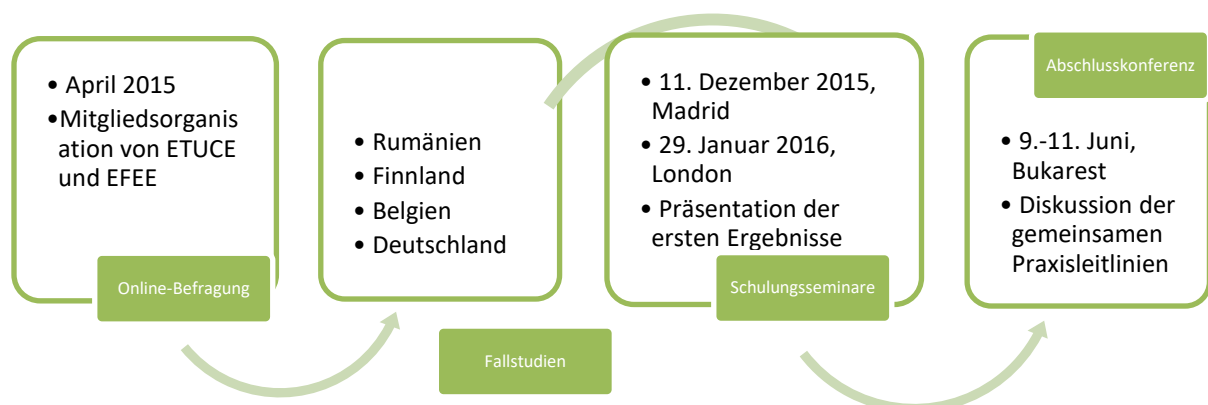 • April 2015
•Mitgliedsorganis
ation von ETUCE
und EFEE
Online-Befragung
• Rumänien
• Finnland
• Belgien
• Deutschland
Fallstudien
• 11. Dezember 2015,
Madrid
• 29. Januar 2016,
London
• Präsentation der
ersten Ergebnisse
Schulungsseminare
Abschlusskonferenz
• 9.-11. Juni,
Bukarest
• Diskussion der
gemeinsamen
Praxisleitlinien